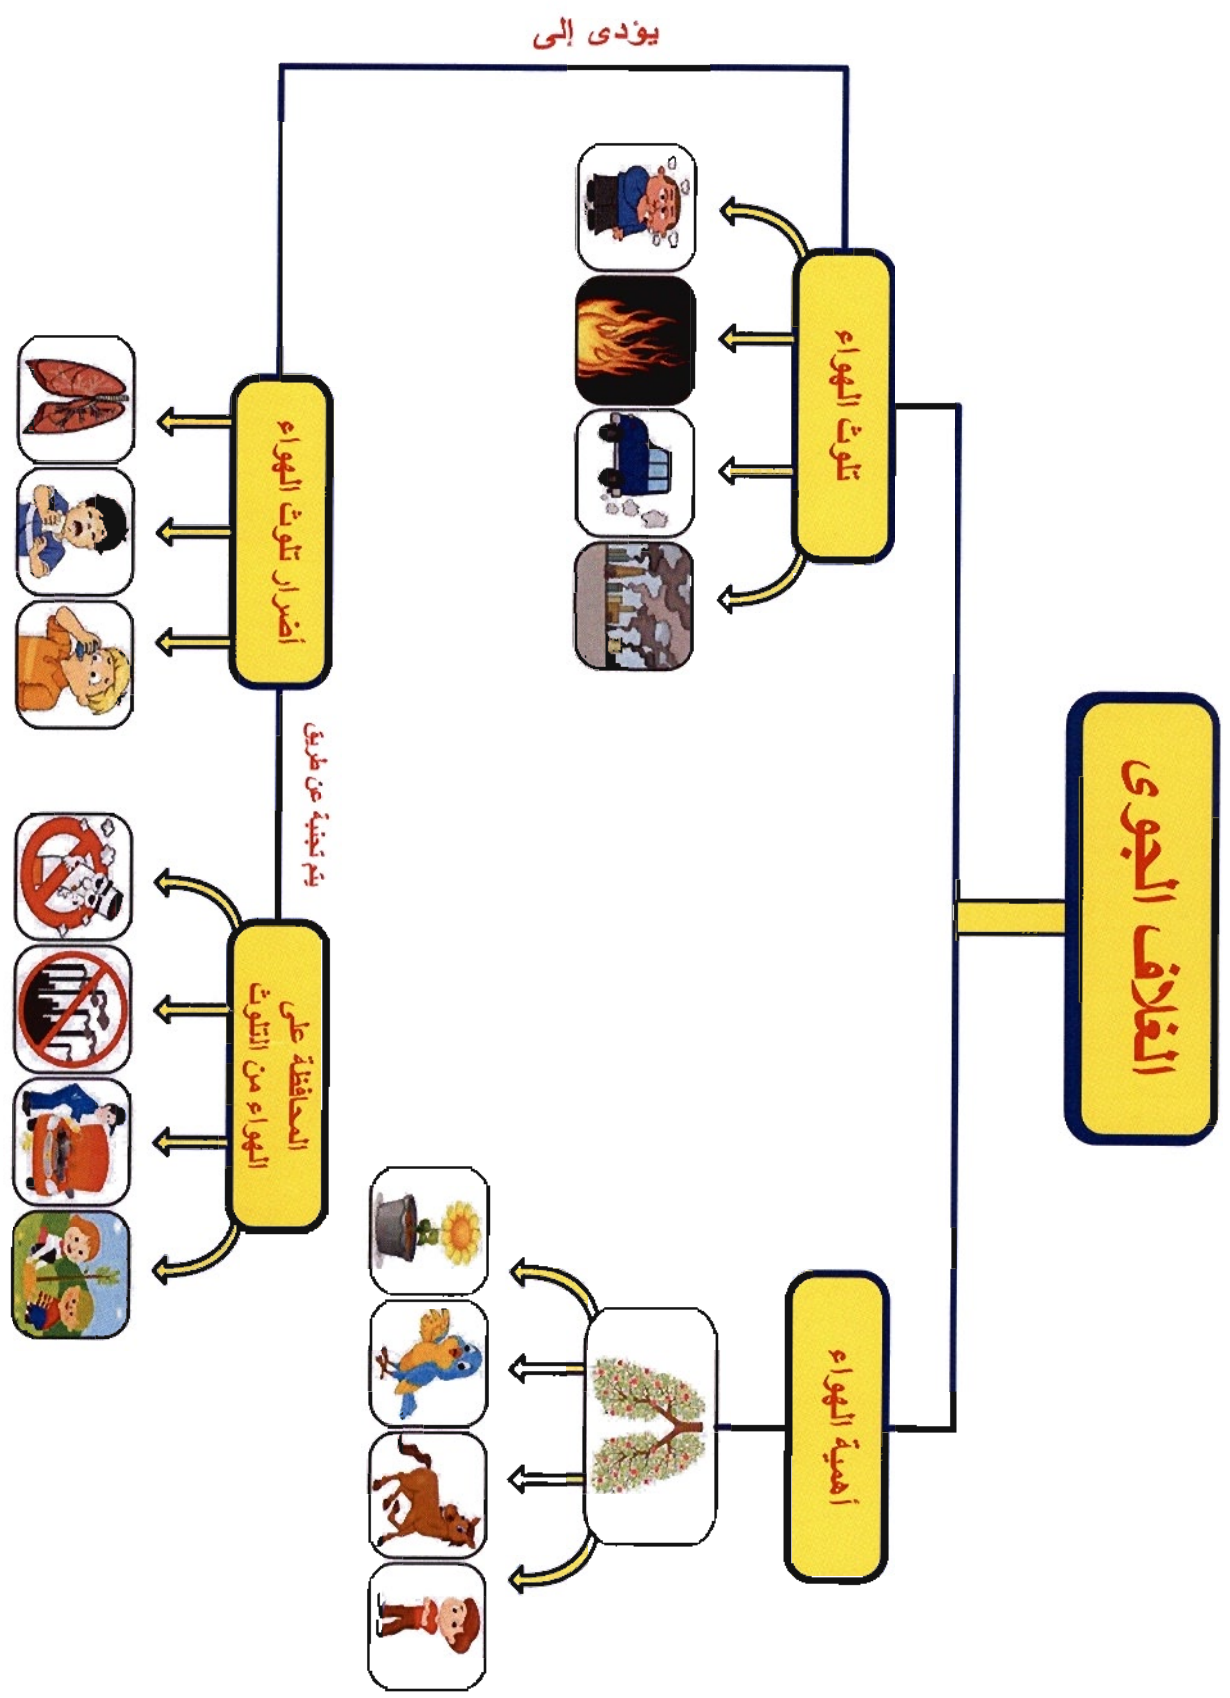 الغلاف الجوى
أهمية الهواء
تلوث الهواء
يؤدى إلى
أضرار تلوث الهواء
يتم تجنبة عن طريق
المحافظة على
الهواء من التلوث